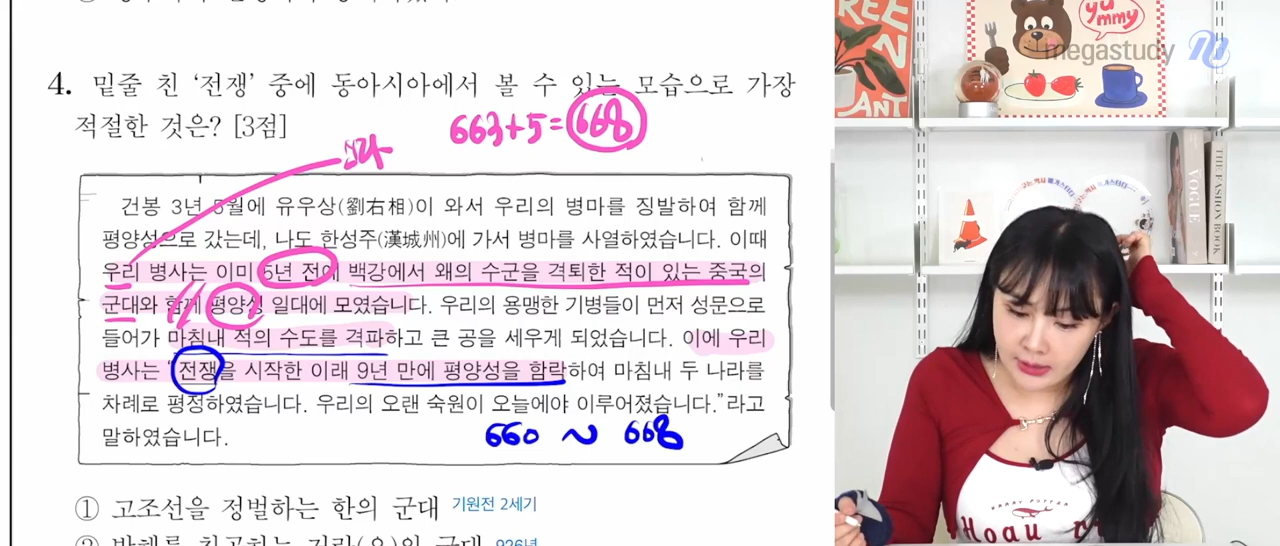 4. 밑줄 친 ‘전쟁’ 중에 동아시아에서 볼 수 있는 모습으로 가장
적절한 것은? [3점]
663+5=668
신라
건봉 3년 5월에 유우상(劉右相)이 와서 우리의 병마를 징발하여 함께
평양성으로 갔는데, 나도 한성주(漢城州)에 가서 병마를 사열하였습니다. 이때
우리 병사는 이미 5년 전에 백강에서 왜의 수군을 격퇴한 적이 있는 중국의
군대와 함께 평양성 일대에 모였습니다. 우리의 용맹한 기병들이 먼저 성문으로
들어가 마침내 적의 수도를 격파하고 큰 공을 세우게 되었습니다. 이에 우리
병사는 ‘전쟁을 시작한 이래 9년 만에 평양성을 함락하여 마침내 두 나라를
차례로 평정하였습니다. 우리의 오랜 숙원이 오늘에야 이루어졌습니다.”라고
말하였습니다.
660 ~ 668
① 고조선을 정벌하는 한의 군대 기원전 2세기
megastudy
REE
N
ANT
yummy
VOGUE
THE FASHION BOOK
HARRY POTTER